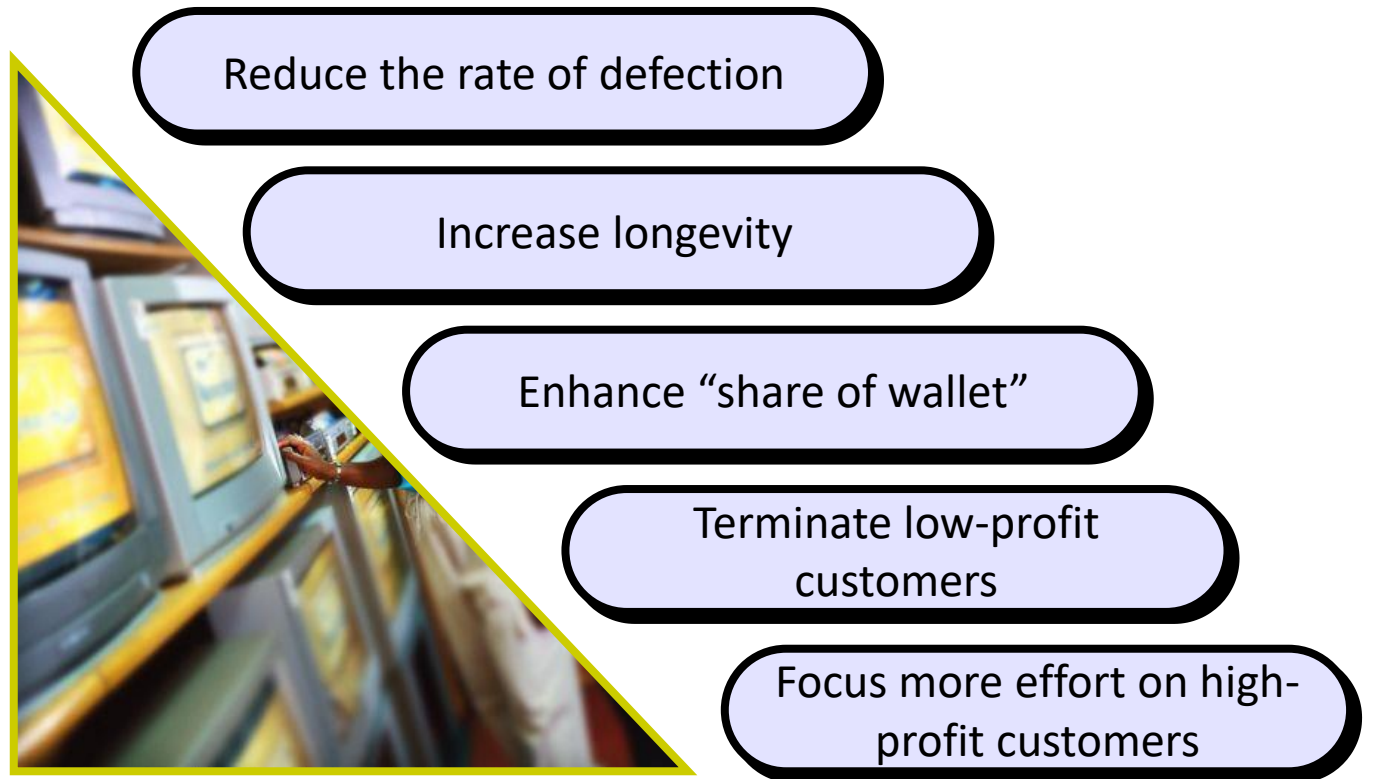 Reduce the rate of defection
Increase longevity
Enhance “share of wallet”
Terminate low-profit
customers
Focus more effort on high-
profit customers